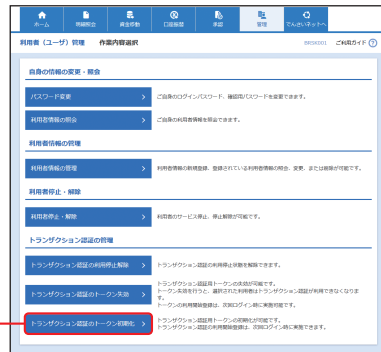 ホーム
明細照会
資金移動
承認
管理
でんさいネットへ
利用者（ユーザ）管理 作業内容選択
BRSK001 ご利用ガイド ?
自身の情報の変更・照会
パスワード変更 ご自身のログインパスワード、確認用パスワードを変更できます。
利用者情報の照会 ご自身の利用者情報を照会できます。
利用者情報の管理
利用者情報の管理 利用者情報の新規登録、登録されている利用者情報の照会、変更、または削除が可能です。
利用者停止・解除
利用者停止・解除 利用者のサービス停止、停止解除が可能です。
トランザクション認証の管理
トランザクション認証の利用停止解除 トランザクション認証の利用停止状態を解除できます。
トランザクション認証のトークン失効 トランザクション認証用トークンの失効が可能です。
トークン失効を行うと、選択された利用者はトランザクション認証が利用できなくなります。
トークンの利用開始登録は、次回ログイン時に実施可能です。
トランザクション認証のトークン初期化 トランザクション認証用トークンの初期化が可能です。
トランザクション認証の利用開始登録は、次回ログイン時に実施できます。